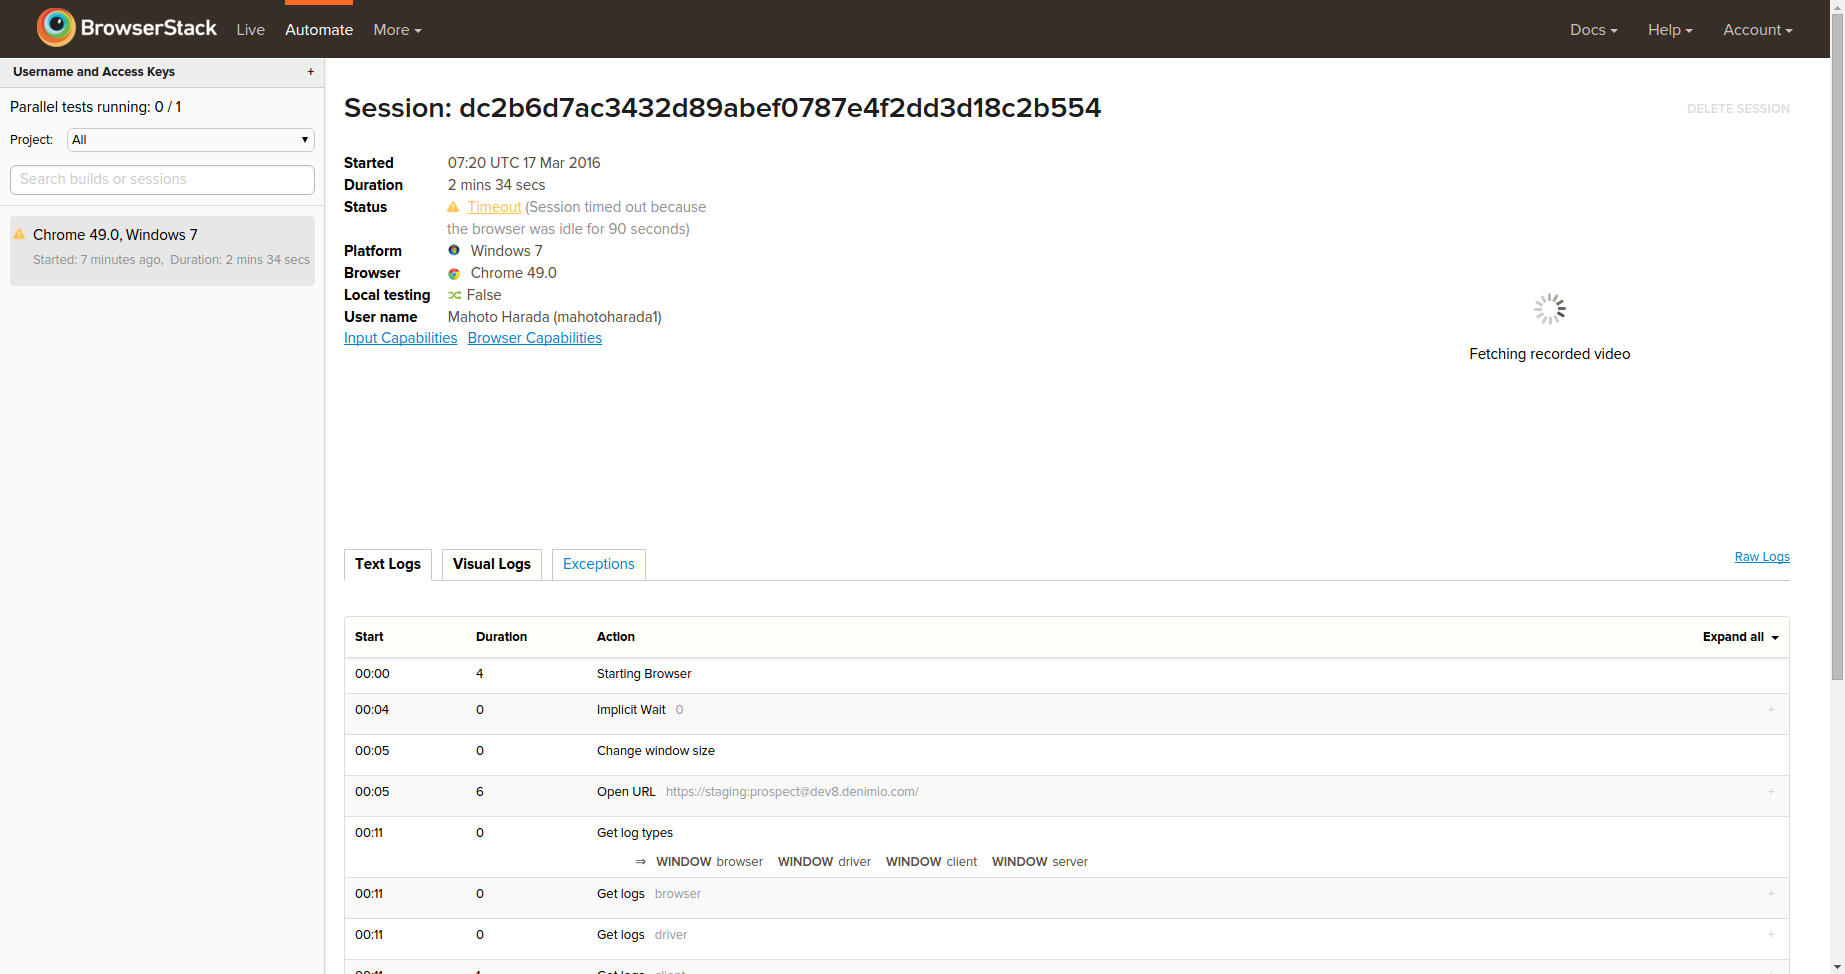 BrowserStack Live Automate More Docs Help Account
Username and Access Keys +
Parallel tests running: 0 / 1
Project: All
Search builds or sessions
Chrome 49.0, Windows 7
Started: 7 minutes ago, Duration: 2 mins 34 secs
Session: dc2b6d7ac3432d89abef0787e4f2dd3d18c2b554
DELETE SESSION
Started 07:20 UTC 17 Mar 2016
Duration 2 mins 34 secs
Status Timeout (Session timed out because
the browser was idle for 90 seconds)
Platform Windows 7
Browser Chrome 49.0
Local testing False
User name Mahoto Harada (mahotoharada1)
Input Capabilities Browser Capabilities
Fetching recorded video
Text Logs Visual Logs Exceptions Raw Logs
Start Duration Action Expand all
00:00 4 Starting Browser
00:04 0 Implicit Wait 0 +
00:05 0 Change window size
00:05 6 Open URL https://staging:prospect@dev8.denimio.com/ +
00:11 0 Get log types
⇒ WINDOW browser WINDOW driver WINDOW client WINDOW server
00:11 0 Get logs browser +
00:11 0 Get logs driver +
00:11 1 Get logs client